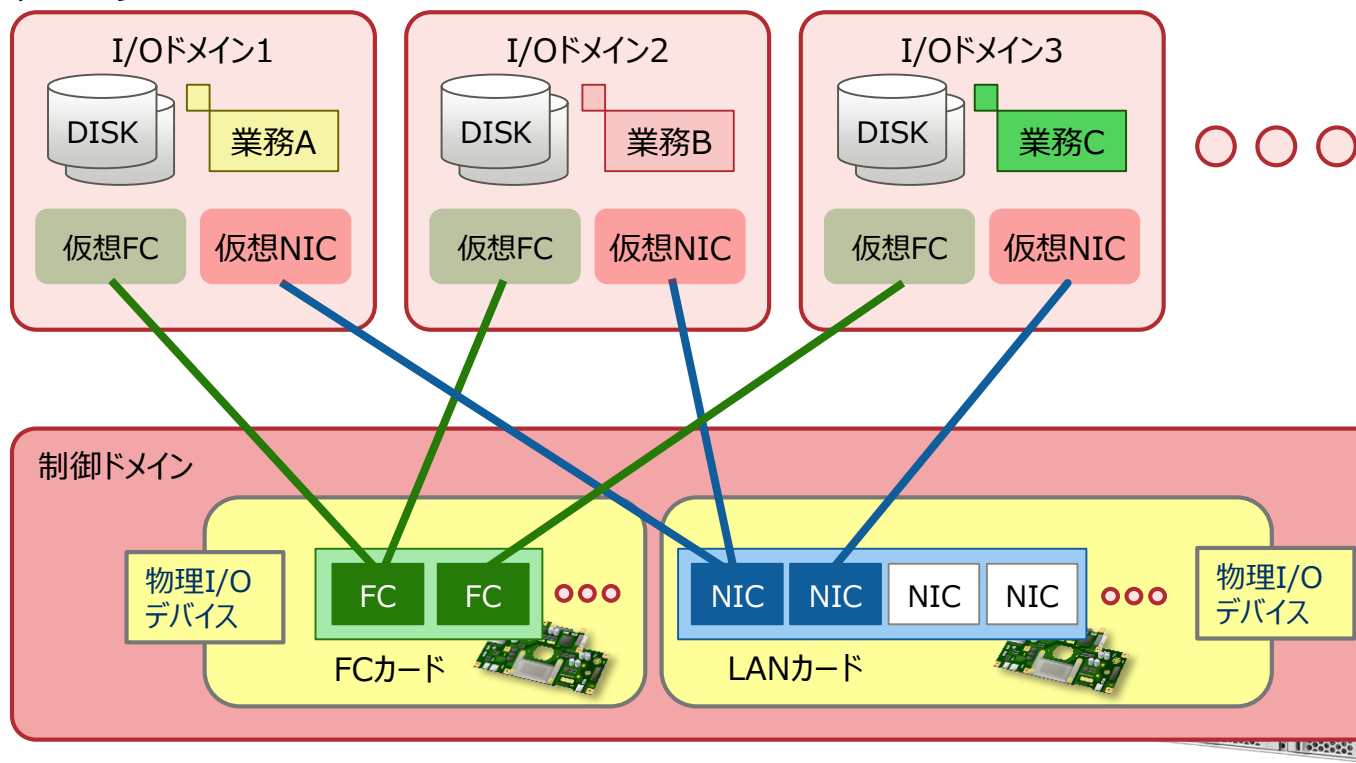 I/Oドメイン1
DISK
業務A
仮想FC
仮想NIC
I/Oドメイン2
DISK
業務B
仮想FC
仮想NIC
I/Oドメイン3
DISK
業務C
仮想FC
仮想NIC
制御ドメイン
物理I/O
デバイス
FC
FC
FCカード
NIC
NIC
NIC
NIC
LANカード
物理I/O
デバイス